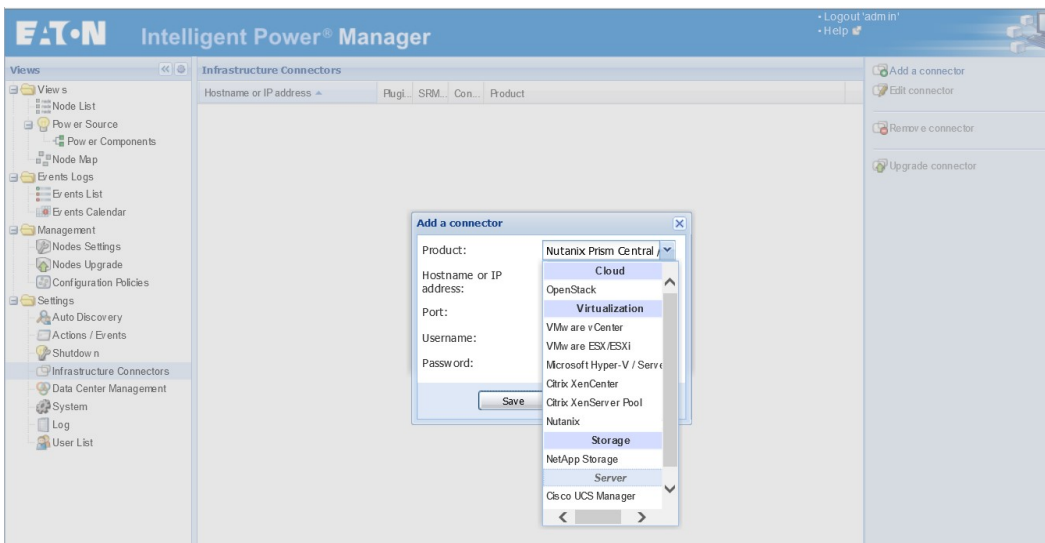 EATON
Intelligent Power® Manager
• Logout 'admin'
• Help
Views
Views
Node List
Power Source
Power Components
Node Map
Events Logs
Events List
Events Calendar
Management
Nodes Settings
Nodes Upgrade
Configuration Policies
Settings
Auto Discovery
Actions / Events
Shutdown
Infrastructure Connectors
Data Center Management
System
Log
User List
Infrastructure Connectors
Hostname or IP address Plugi... SRM... Con... Product
Add a connector
Product: Nutanix Prism Central /
Hostname or IP
address:
Port:
Username:
Password:
Save
Cloud
OpenStack
Virtualization
VMware vCenter
VMware ESX/ESXi
Microsoft Hyper-V / Serve
Citrix XenCenter
Citrix XenServer Pool
Nutanix
Storage
NetApp Storage
Server
Cisco UCS Manager
Add a connector
Edit connector
Remove connector
Upgrade connector